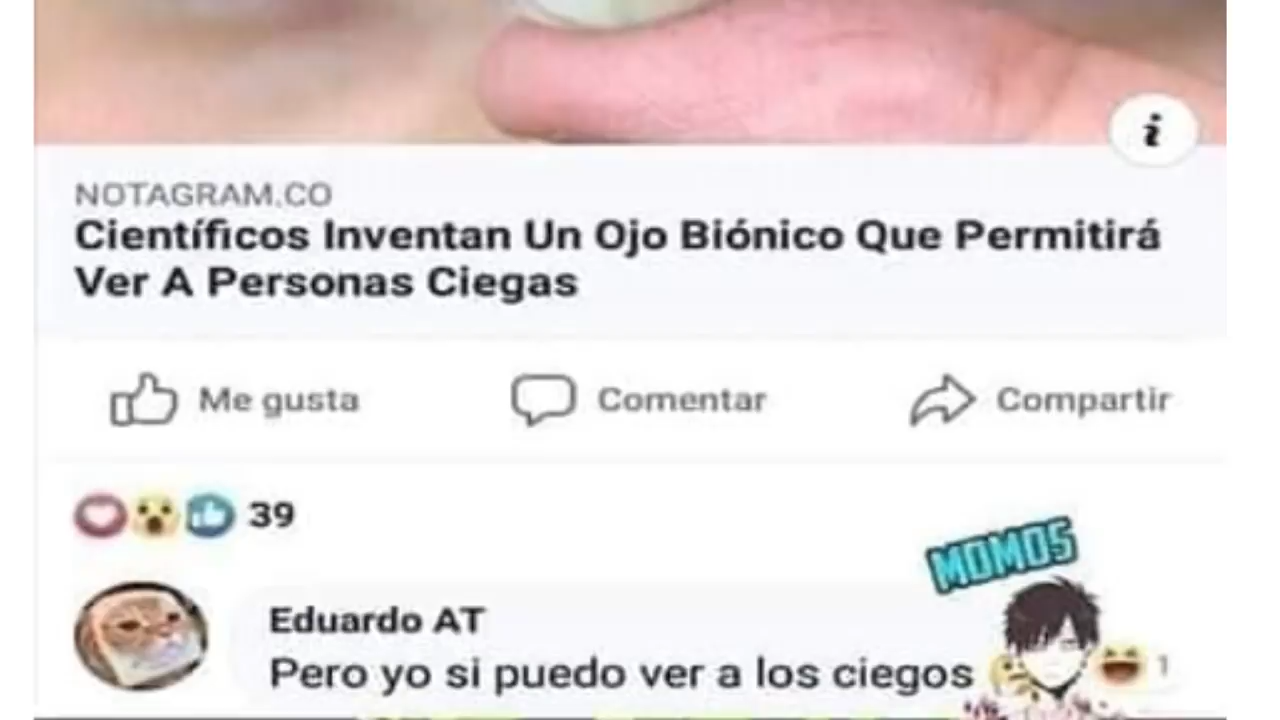 i
NOTAGRAM.CO
Científicos Inventan Un Ojo Biónico Que Permitirá
Ver A Personas Ciegas
Me gusta
Comentar
Compartir
39
MOMOS
Eduardo AT
Pero yo si puedo ver a los ciegos
1